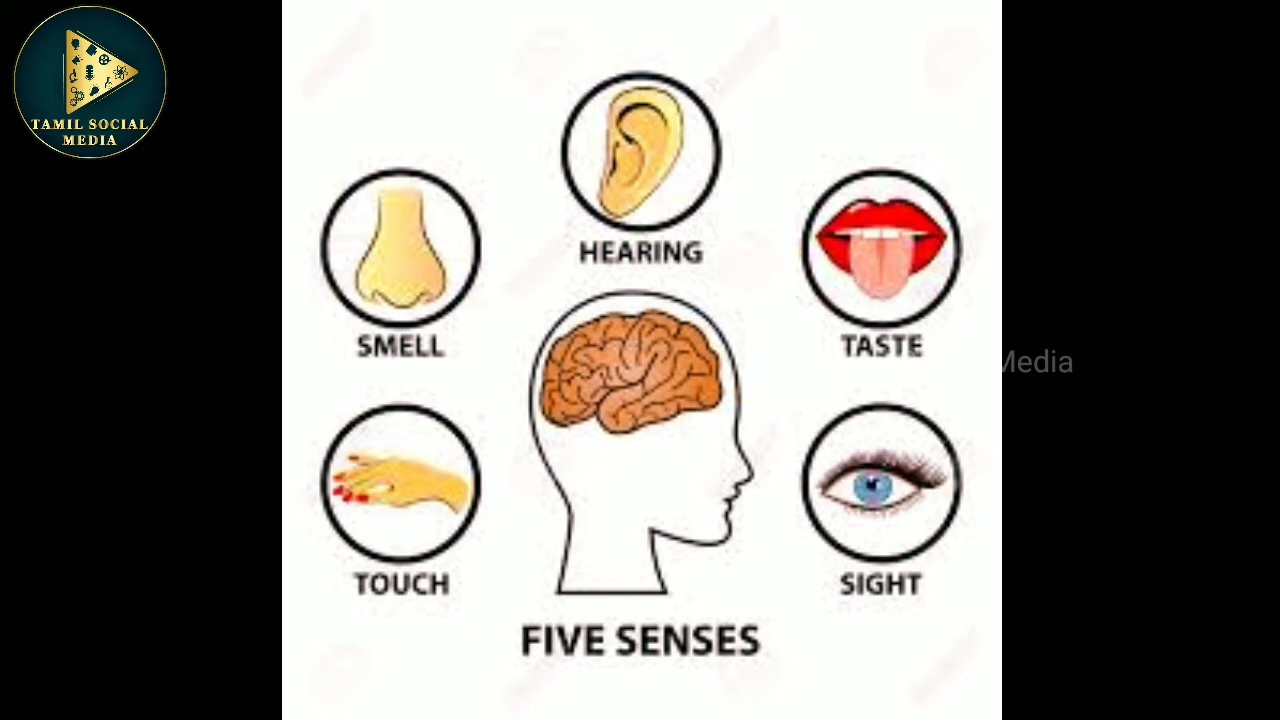 TAMIL SOCIAL
MEDIA
HEARING
SMELL
TASTE
Media
TOUCH
SIGHT
FIVE SENSES